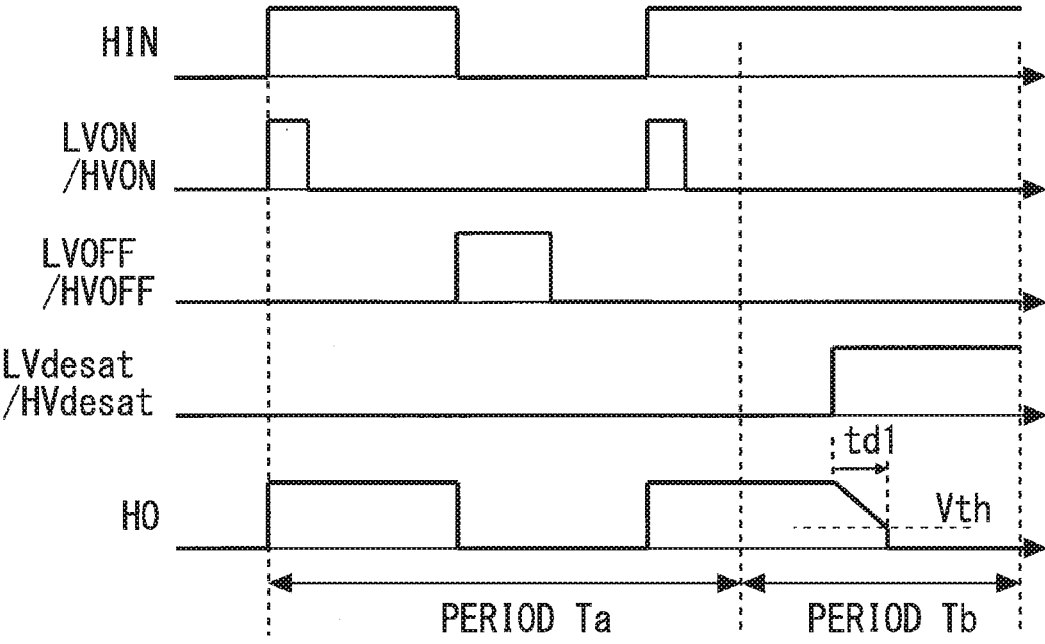 HIN
LVON
/HVON
LVOFF
/HVOFF
LVdesat
/HVdesat
td1
HO
Vth
PERIOD Ta
PERIOD Tb